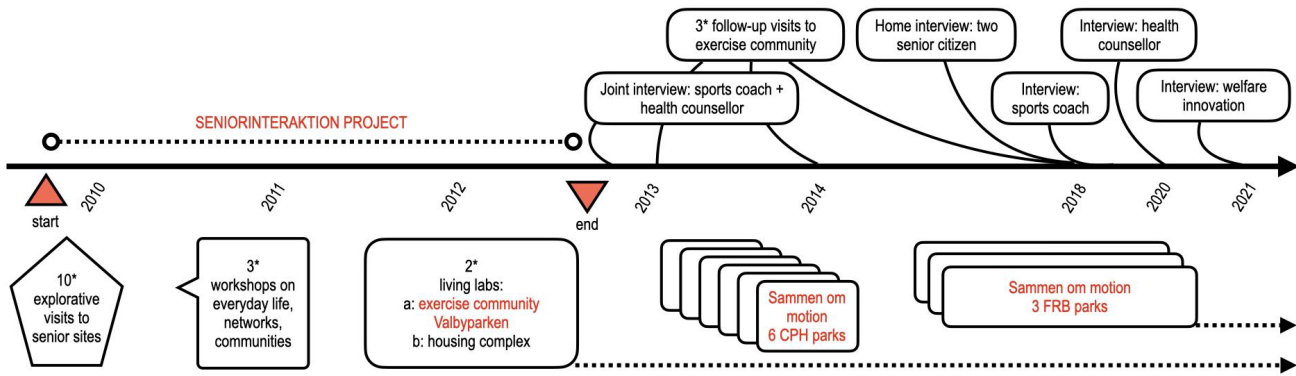 3* follow-up visits to
exercise community
Home interview: two
senior citizen
Interview: health
counsellor
Joint interview: sports coach +
health counsellor
Interview:
sports coach
Interview: welfare
innovation
SENIORINTERAKTION PROJECT
2010
2011
2012
2013
2014
2018
2020
2021
start
end
10*
explorative
visits to
senior sites
3*
workshops on
everyday life,
networks,
communities
2*
living labs:
a: exercise community
Valbyparken
b: housing complex
Sammen om
motion
6 CPH parks
Sammen om motion
3 FRB parks